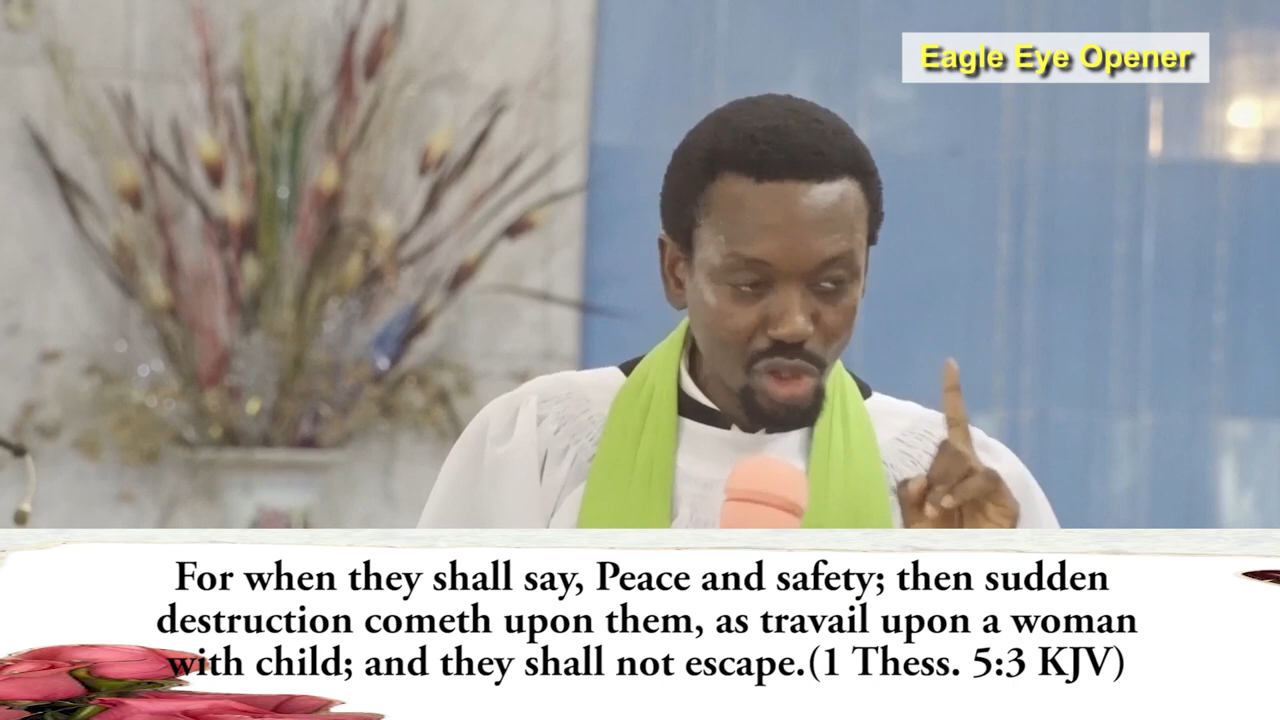 Eagle Eye Opener
For when they shall say, Peace and safety; then sudden
destruction cometh upon them, as travail upon a woman
with child; and they shall not escape.(1 Thess. 5:3 KJV)